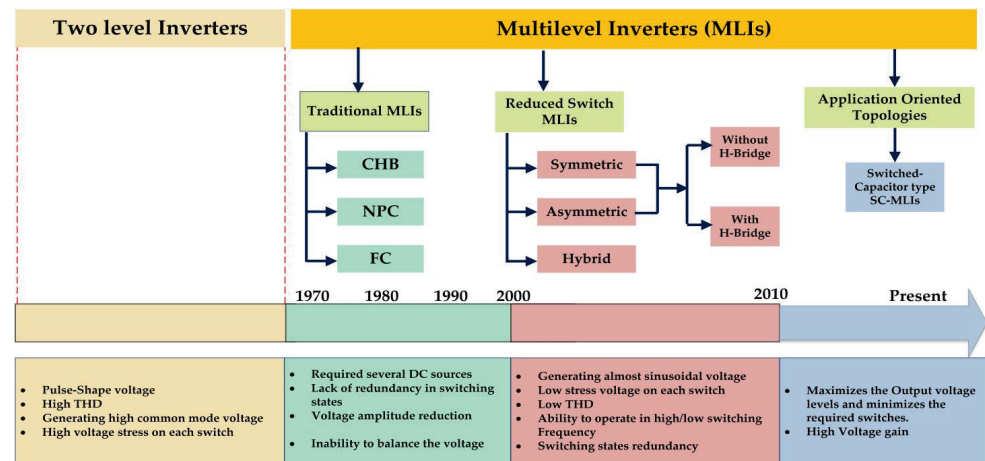 Two level Inverters
Multilevel Inverters (MLIs)
Traditional MLIs
CHB
NPC
FC
Reduced Switch
MLIs
Symmetric
Asymmetric
Hybrid
Without
H-Bridge
With
H-Bridge
Application Oriented
Topologies
Switched-
Capacitor type
SC-MLIs
1970
1980
1990
2000
2010
Present
• Pulse-Shape voltage
• High THD
• Generating high common mode voltage
• High voltage stress on each switch
• Required several DC sources
• Lack of redundancy in switching
states
• Voltage amplitude reduction
• Inability to balance the voltage
• Generating almost sinusoidal voltage
• Low stress voltage on each switch
• Low THD
• Ability to operate in high/low switching
Frequency
• Switching states redundancy
• Maximizes the Output voltage
levels and minimizes the
required switches.
• High Voltage gain